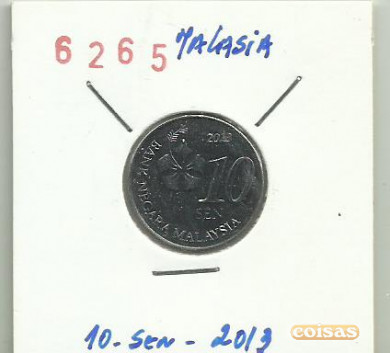 6265 MALASiA
2013
10
SEN
BANK NEGARA MALAYSIA
10 - SEN - 2013
coisas